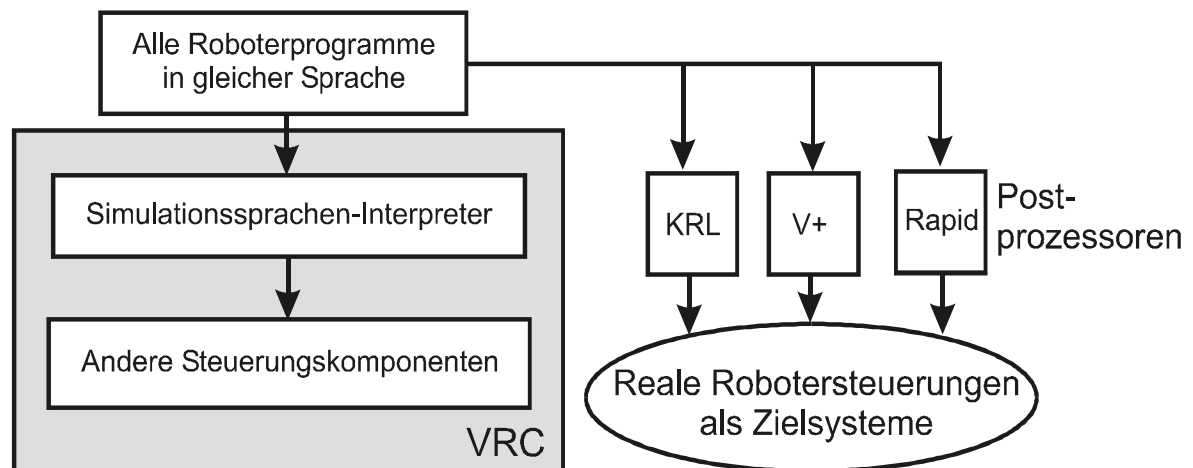 Alle Roboterprogramme
in gleicher Sprache
Simulationssprachen-Interpreter
Andere Steuerungskomponenten
VRC
KRL
V+
Rapid
Post-
prozessoren
Reale Robotersteuerungen
als Zielsysteme